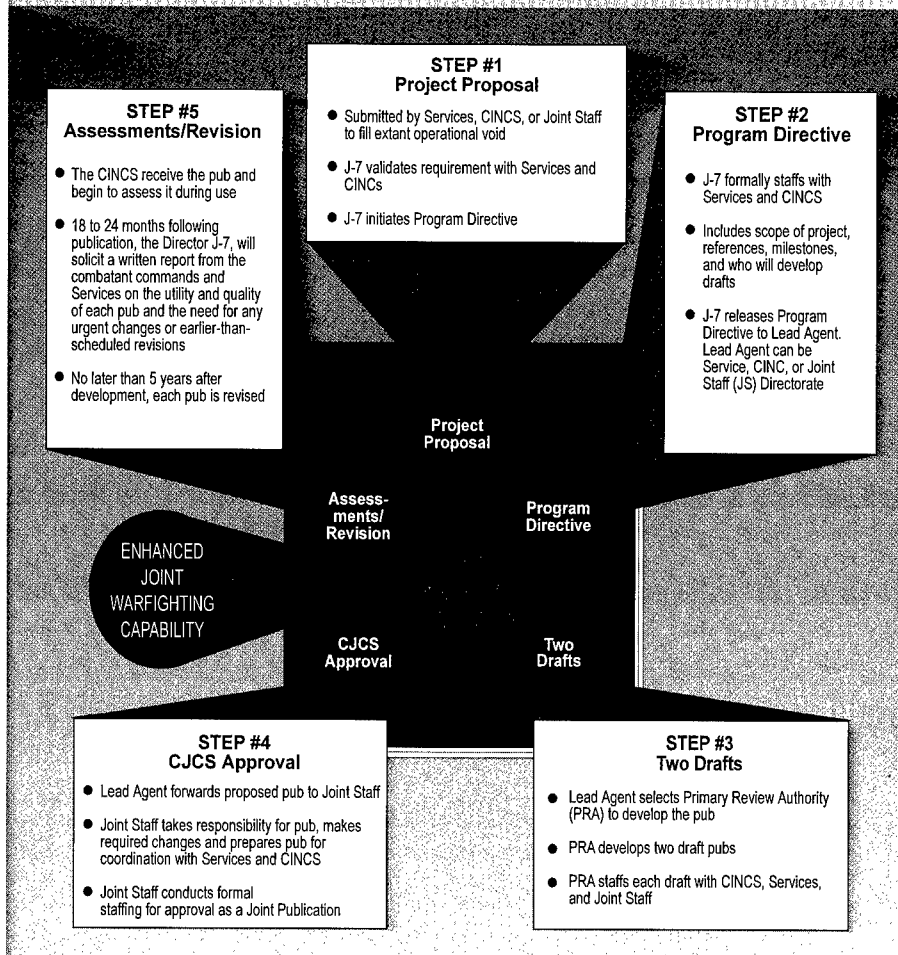 STEP #1
Project Proposal
● Submitted by Services, CINCS, or Joint Staff
to fill extant operational void
● J-7 validates requirement with Services and
CINCs
● J-7 initiates Program Directive
STEP #2
Program Directive
● J-7 formally staffs with
Services and CINCS
● Includes scope of project,
references, milestones,
and who will develop
drafts
● J-7 releases Program
Directive to Lead Agent.
Lead Agent can be
Service, CINC, or Joint
Staff (JS) Directorate
STEP #3
Two Drafts
● Lead Agent selects Primary Review Authority
(PRA) to develop the pub
● PRA develops two draft pubs
● PRA staffs each draft with CINCS, Services,
and Joint Staff
STEP #4
CJCS Approval
● Lead Agent forwards proposed pub to Joint Staff
● Joint Staff takes responsibility for pub, makes
required changes and prepares pub for
coordination with Services and CINCS
● Joint Staff conducts formal
staffing for approval as a Joint Publication
STEP #5
Assessments/Revision
● The CINCS receive the pub and
begin to assess it during use
● 18 to 24 months following
publication, the Director J-7, will
solicit a written report from the
combatant commands and
Services on the utility and quality
of each pub and the need for any
urgent changes or earlier-than-
scheduled revisions
● No later than 5 years after
development, each pub is revised
Project
Proposal
Program
Directive
Two
Drafts
CJCS
Approval
Assess-
ments/
Revision
ENHANCED
JOINT
WARFIGHTING
CAPABILITY